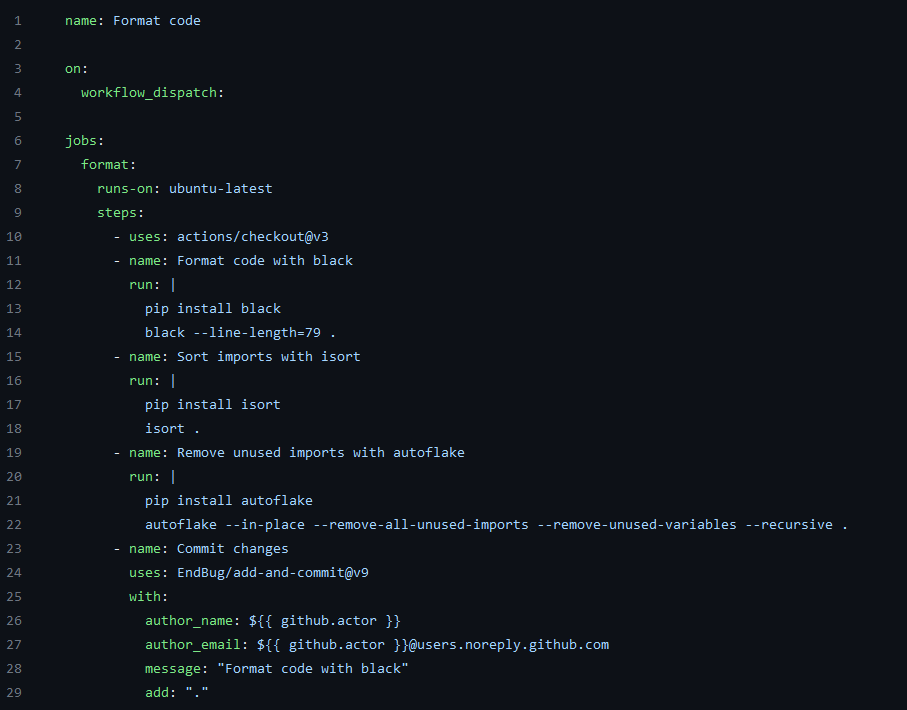 1 name: Format code
2
3 on:
4   workflow_dispatch:
5
6 jobs:
7   format:
8     runs-on: ubuntu-latest
9     steps:
10       - uses: actions/checkout@v3
11       - name: Format code with black
12         run: |
13           pip install black
14           black --line-length=79 .
15       - name: Sort imports with isort
16         run: |
17           pip install isort
18           isort .
19       - name: Remove unused imports with autoflake
20         run: |
21           pip install autoflake
22           autoflake --in-place --remove-all-unused-imports --remove-unused-variables --recursive .
23       - name: Commit changes
24         uses: EndBug/add-and-commit@v9
25         with:
26           author_name: ${{ github.actor }}
27           author_email: ${{ github.actor }}@users.noreply.github.com
28           message: "Format code with black"
29           add: "."